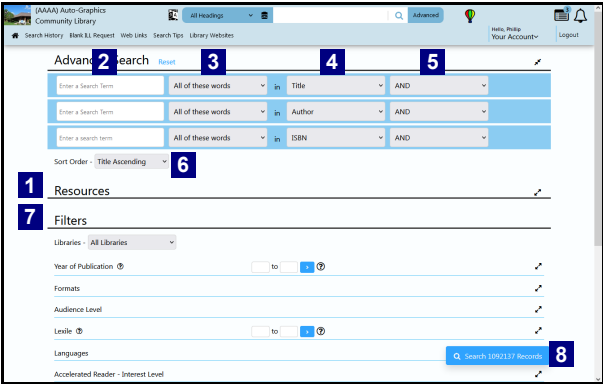 (AAAA) Auto-Graphics
Community Library
All Headings
Advanced
Hello, Phillip
Your Account
Logout
Search History Blank ILL Request Web Links Search Tips Library Websites
Advanced Search Reset
2 3 4 5
Enter a Search Term All of these words in Title AND
Enter a search term All of these words in Author AND
Enter a search term All of these words in ISBN AND
Sort Order - Title Ascending 6
1 Resources
7 Filters
Libraries - All Libraries
Year of Publication ? to > ?
Formats
Audience Level
Lexile ? to > ?
Languages
Search 1092137 Records 8
Accelerated Reader - Interest Level